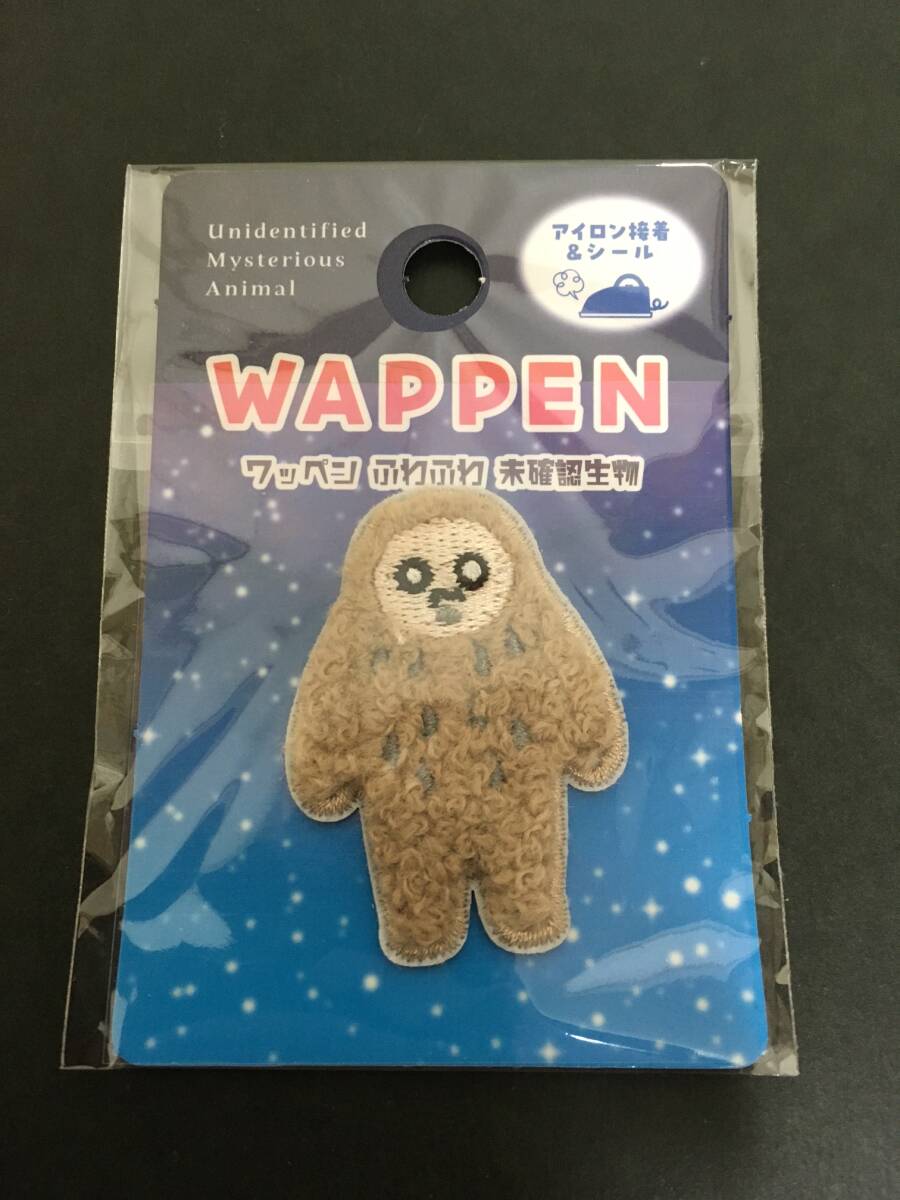 Unidentified
Mysterious
Animal
アイロン接着
&シール
WAPPEN
ワッペン ふわふわ 未確認生物